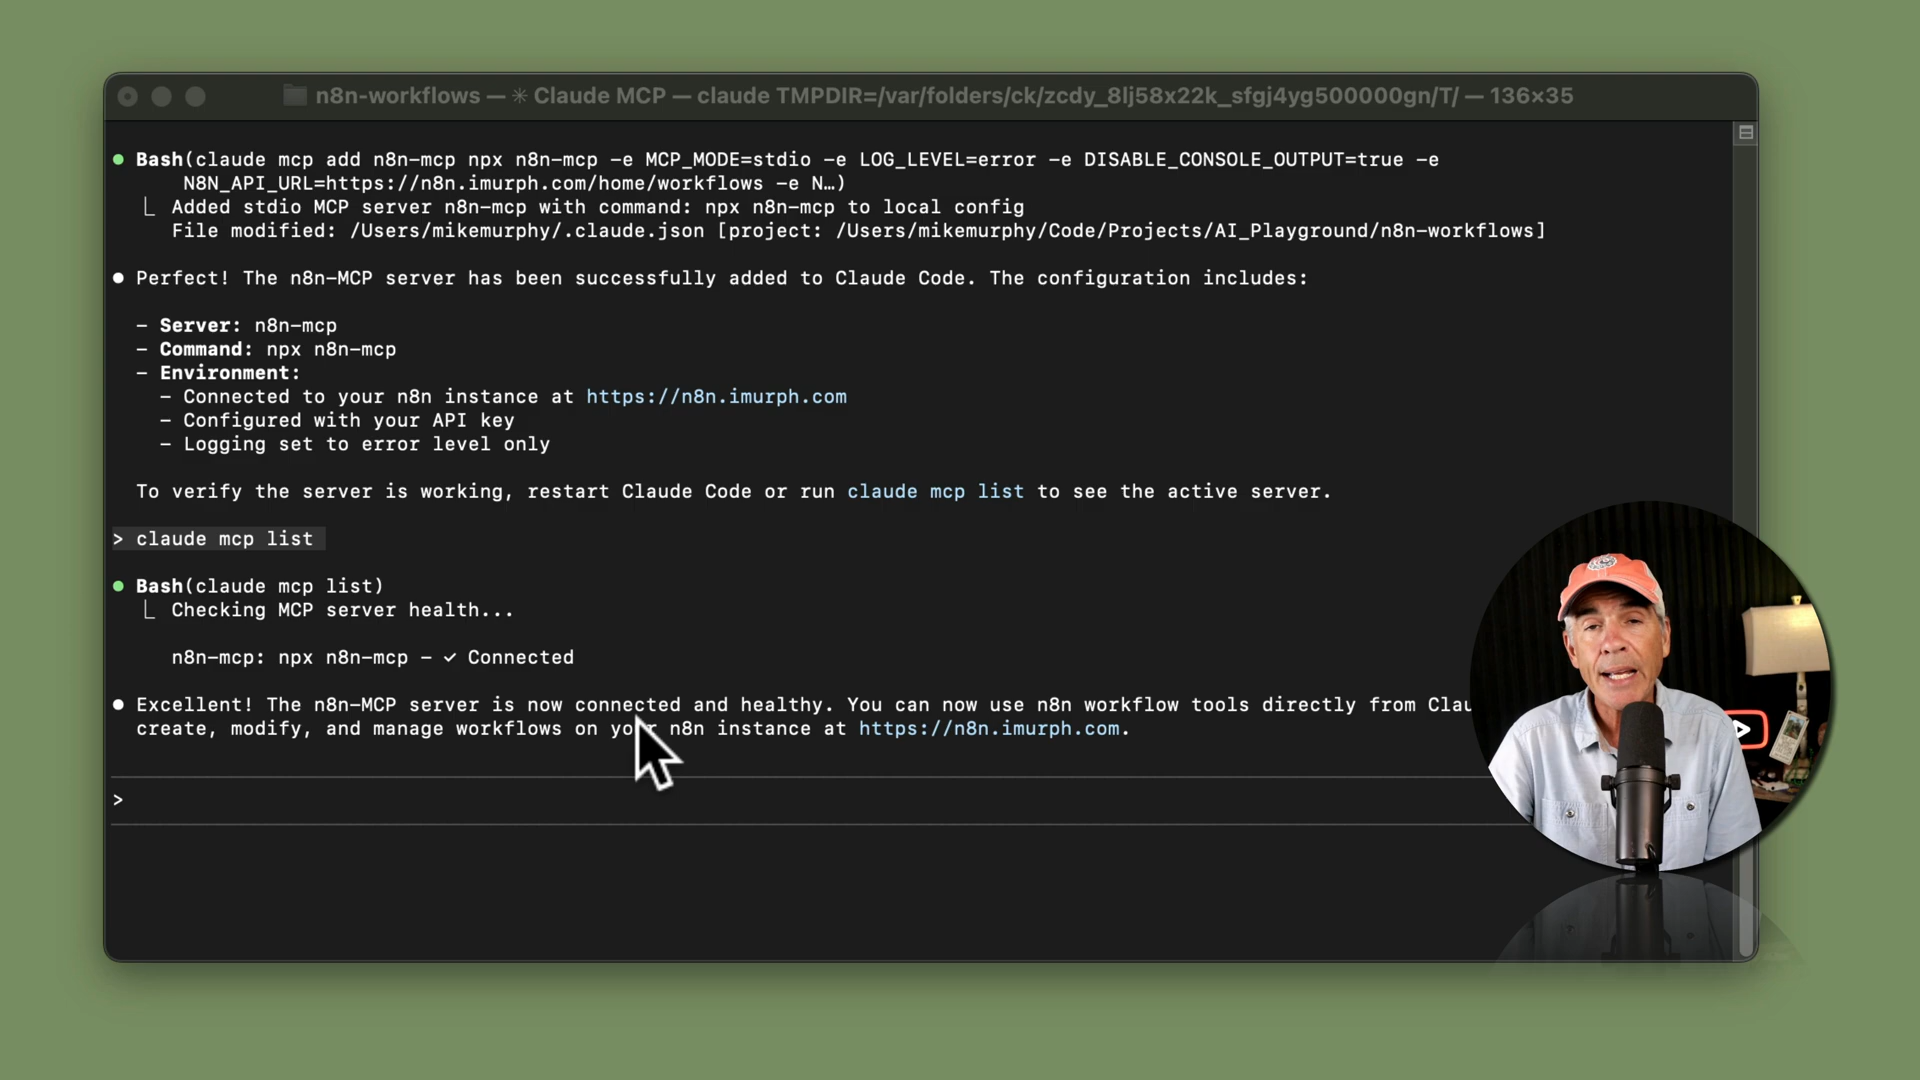 n8n-workflows — ✳ Claude MCP — claude TMPDIR=/var/folders/ck/zcdy_8lj58x22k_sfgj4yg500000gn/T/ — 136×35
● Bash(claude mcp add n8n-mcp npx n8n-mcp -e MCP_MODE=stdio -e LOG_LEVEL=error -e DISABLE_CONSOLE_OUTPUT=true -e
N8N_API_URL=https://n8n.imurph.com/home/workflows -e N…)
⎿ Added stdio MCP server n8n-mcp with command: npx n8n-mcp to local config
File modified: /Users/mikemurphy/.claude.json [project: /Users/mikemurphy/Code/Projects/AI_Playground/n8n-workflows]
● Perfect! The n8n-MCP server has been successfully added to Claude Code. The configuration includes:
- Server: n8n-mcp
- Command: npx n8n-mcp
- Environment:
- Connected to your n8n instance at https://n8n.imurph.com
- Configured with your API key
- Logging set to error level only
To verify the server is working, restart Claude Code or run claude mcp list to see the active server.
> claude mcp list
● Bash(claude mcp list)
⎿ Checking MCP server health...
n8n-mcp: npx n8n-mcp - ✓ Connected
● Excellent! The n8n-MCP server is now connected and healthy. You can now use n8n workflow tools directly from Clau
create, modify, and manage workflows on your n8n instance at https://n8n.imurph.com.
>